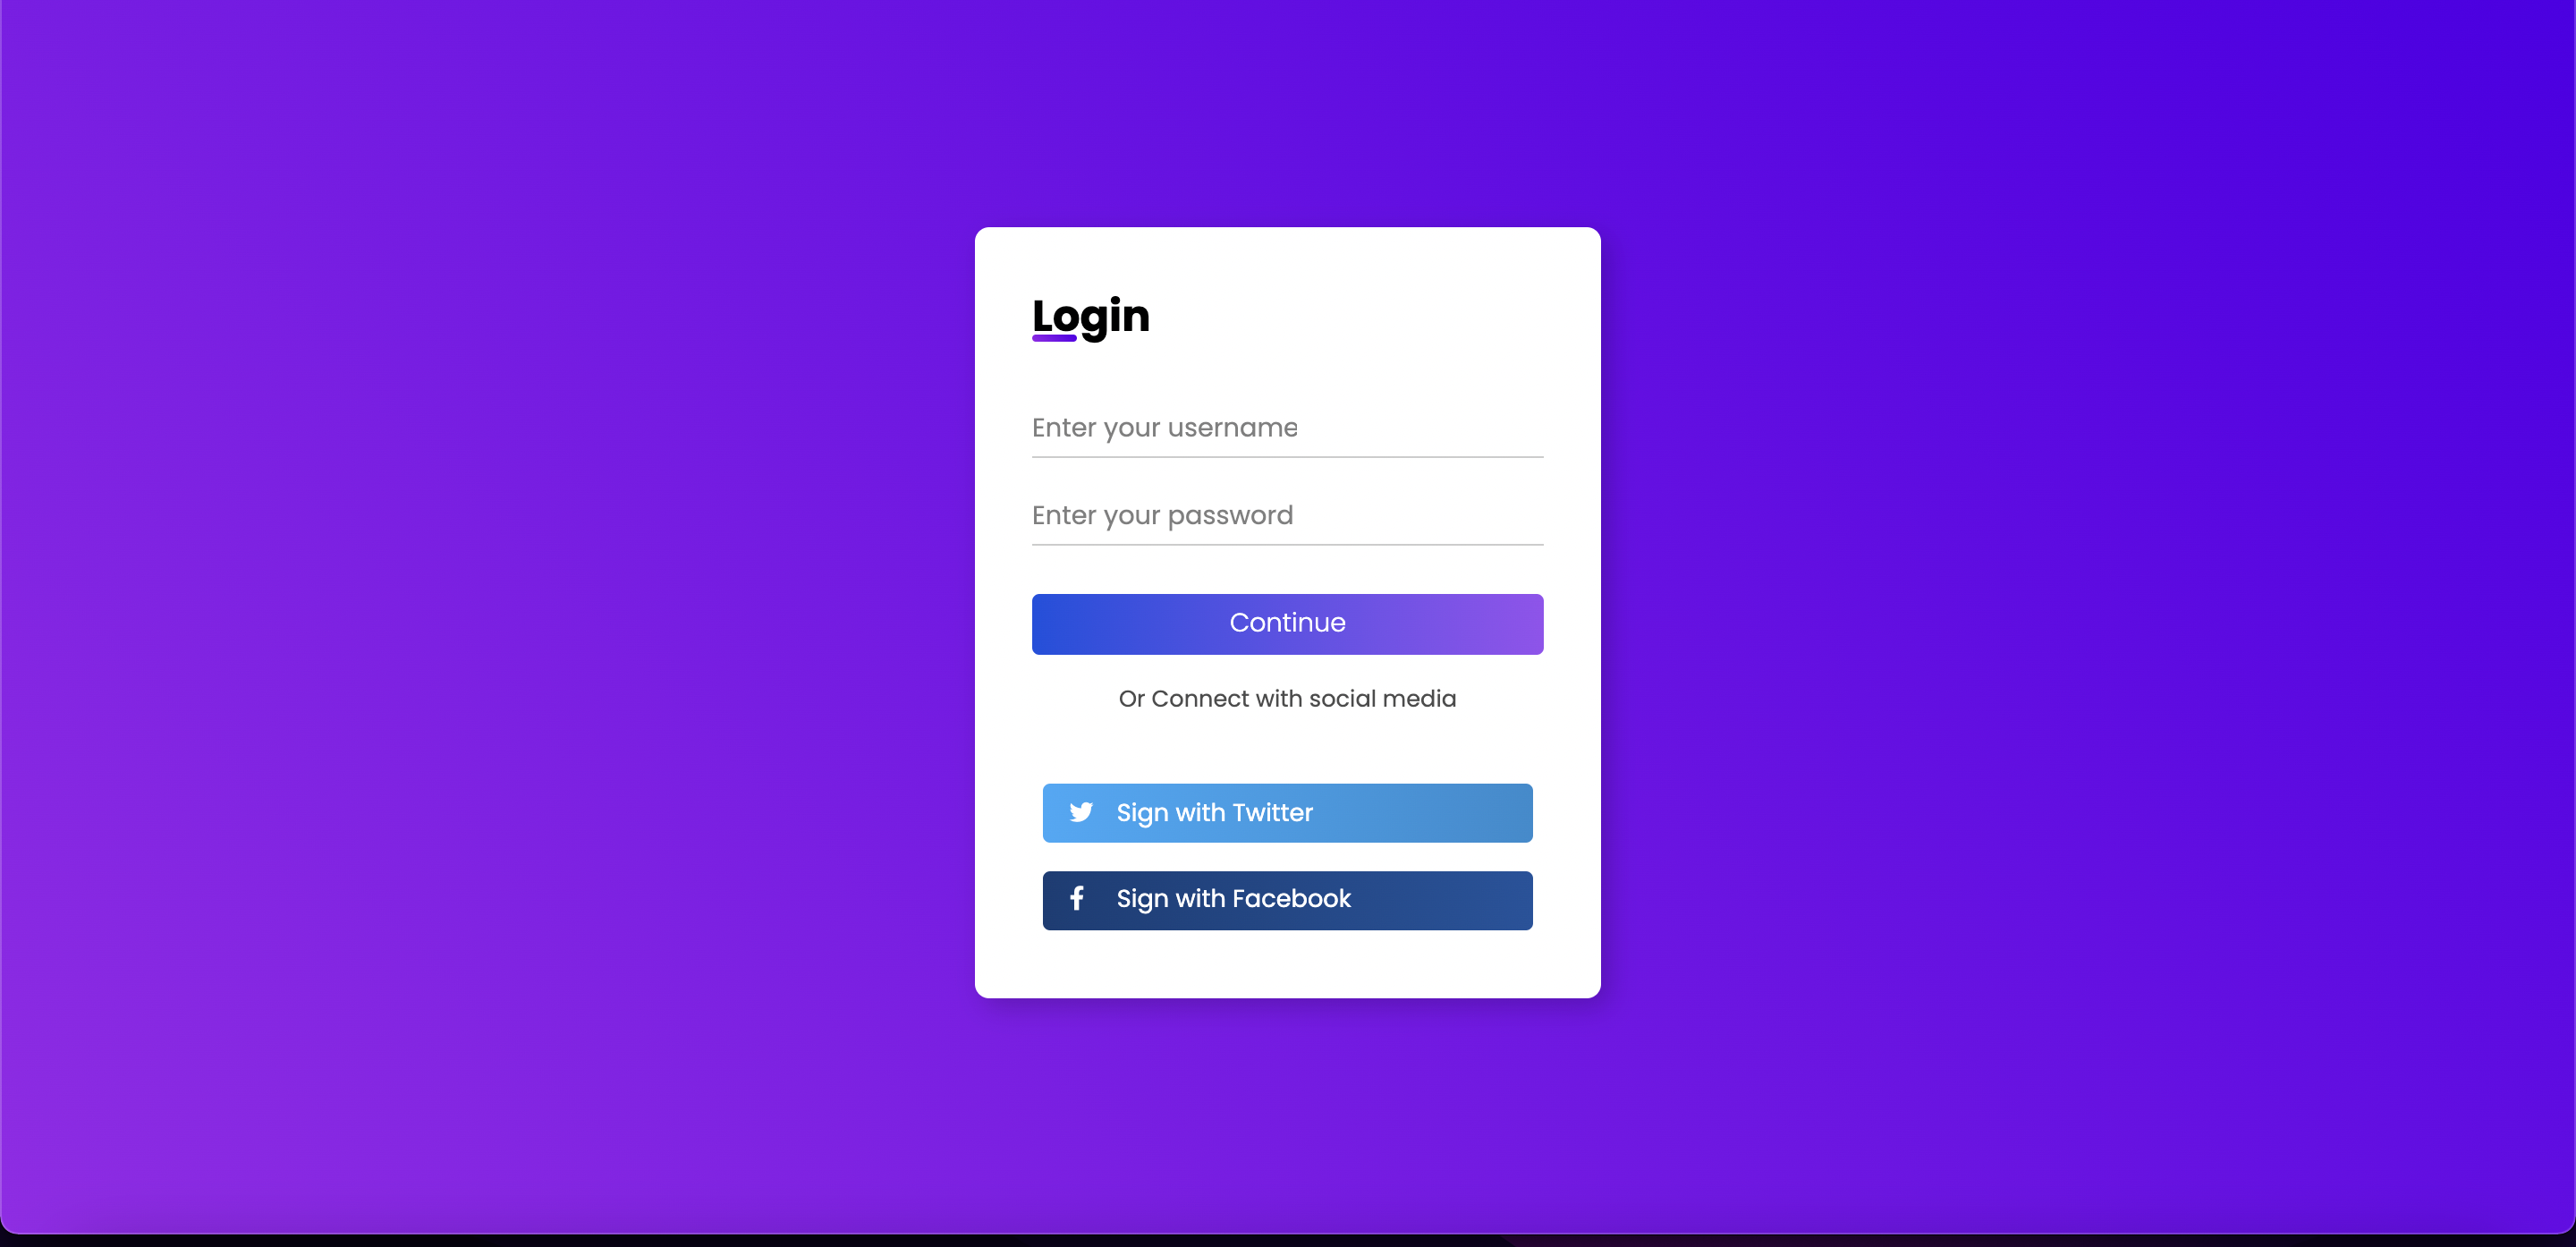 Login
Enter your username
Enter your password
Continue
Or Connect with social media
Sign with Twitter
Sign with Facebook